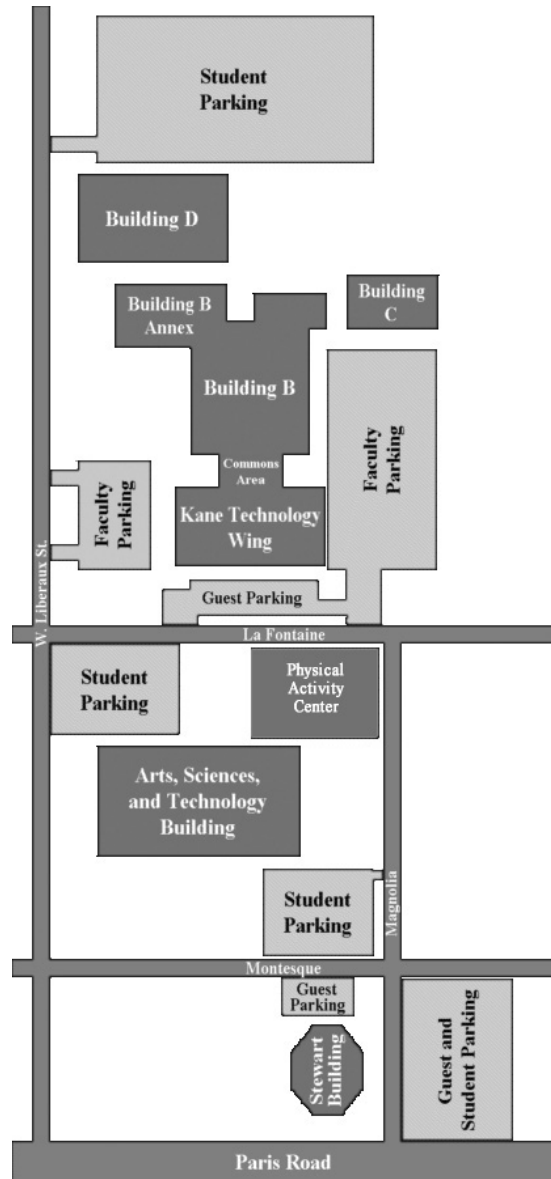 Student
Parking
Building D
Building B
Annex
Building
C
Building B
Commons
Area
Faculty
Parking
Faculty
Parking
Kane Technology
Wing
W. Liberaux St.
Guest Parking
La Fontaine
Student
Parking
Physical
Activity
Center
Arts, Sciences,
and Technology
Building
Student
Parking
Magnolia
Montesque
Guest
Parking
Stewart
Building
Guest and
Student Parking
Paris Road